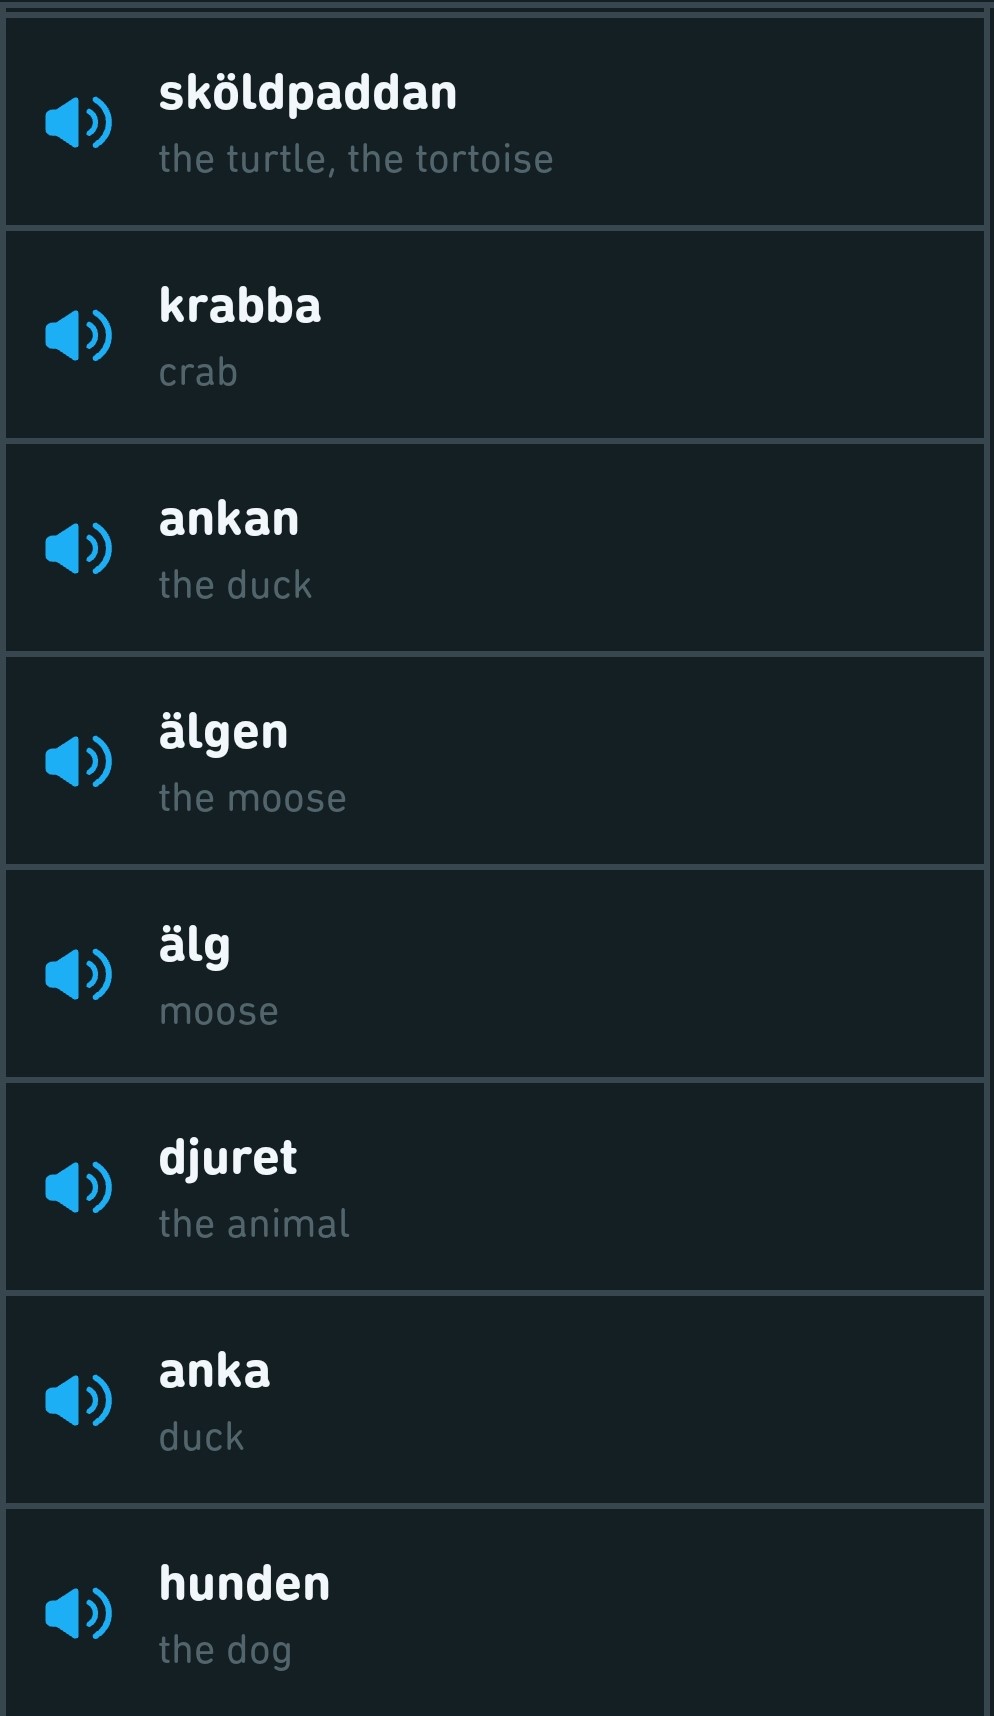 sköldpaddan
the turtle, the tortoise
krabba
crab
ankan
the duck
älgen
the moose
älg
moose
djuret
the animal
anka
duck
hunden
the dog